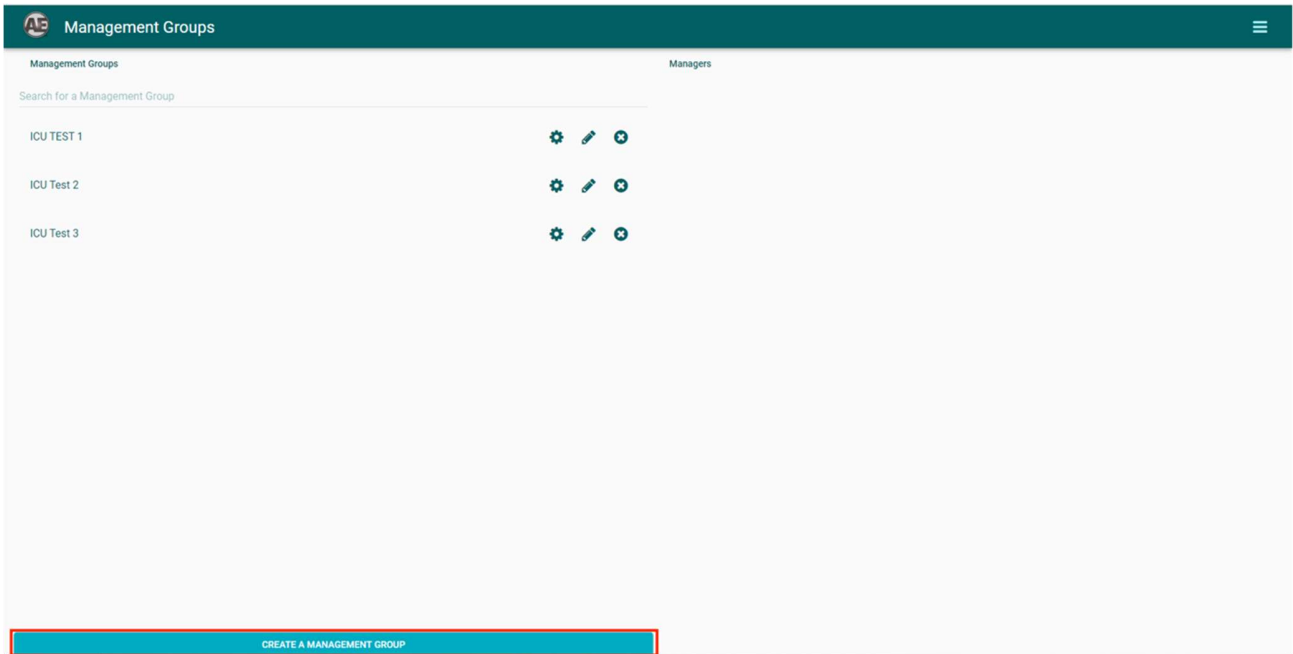 AE Management Groups
Management Groups
Managers
Search for a Management Group
ICU TEST 1
ICU Test 2
ICU Test 3
CREATE A MANAGEMENT GROUP